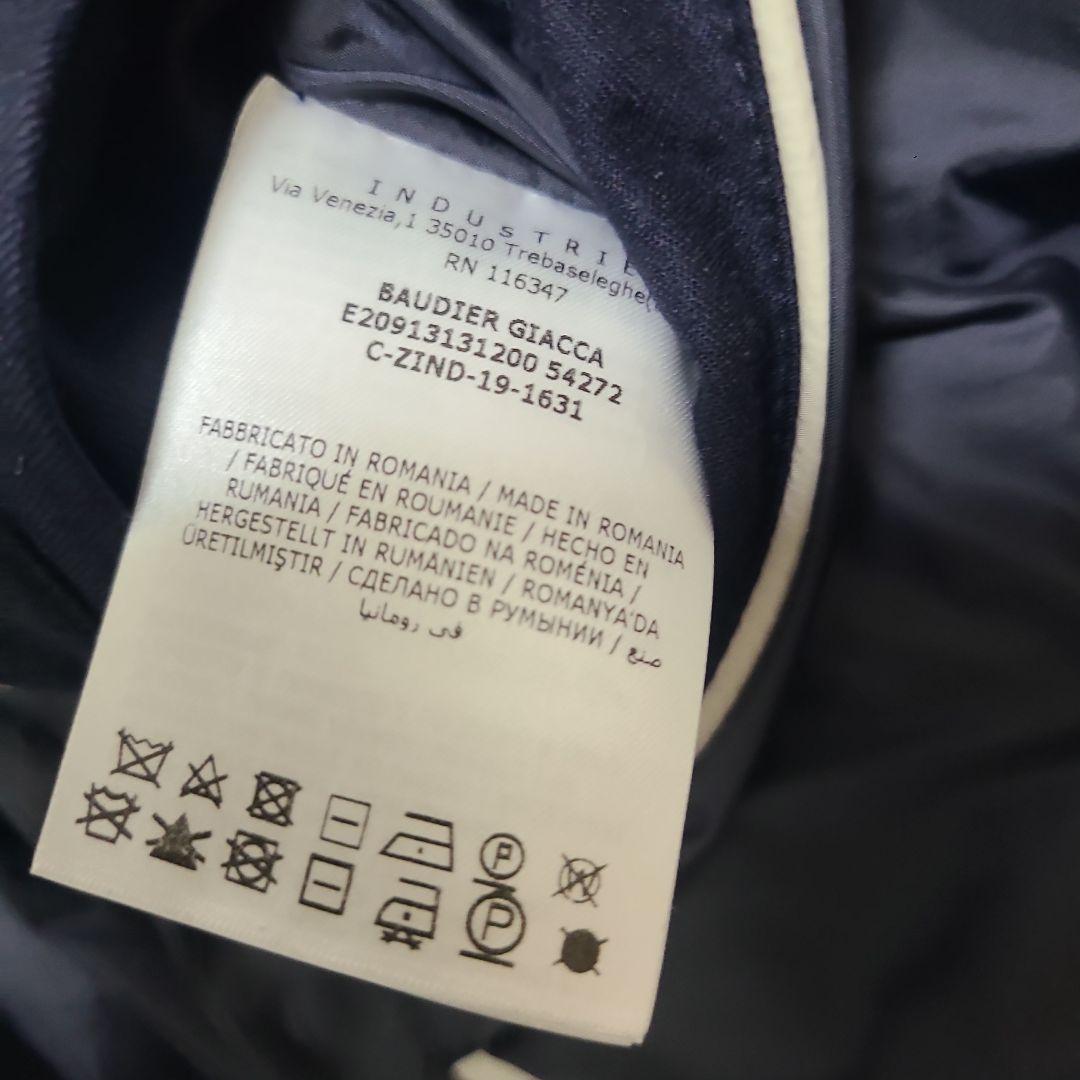 INDUSTRIE
Via Venezia,1 35010 Trebaseleghe
RN 116347
BAUDIER GIACCA
E20913131200 54272
C-ZIND-19-1631
FABBRICATO IN ROMANIA / MADE IN ROMANIA
/ FABRIQUÉ EN ROUMANIE / HECHO EN
RUMANIA / FABRICADO NA ROMÉNIA /
HERGESTELLT IN RUMÄNIEN / ROMANYA'DA
ÜRETILMIŞTIR / СДЕЛАНО В РУМЫНИИ / صنع
فى رومانيا
P
P